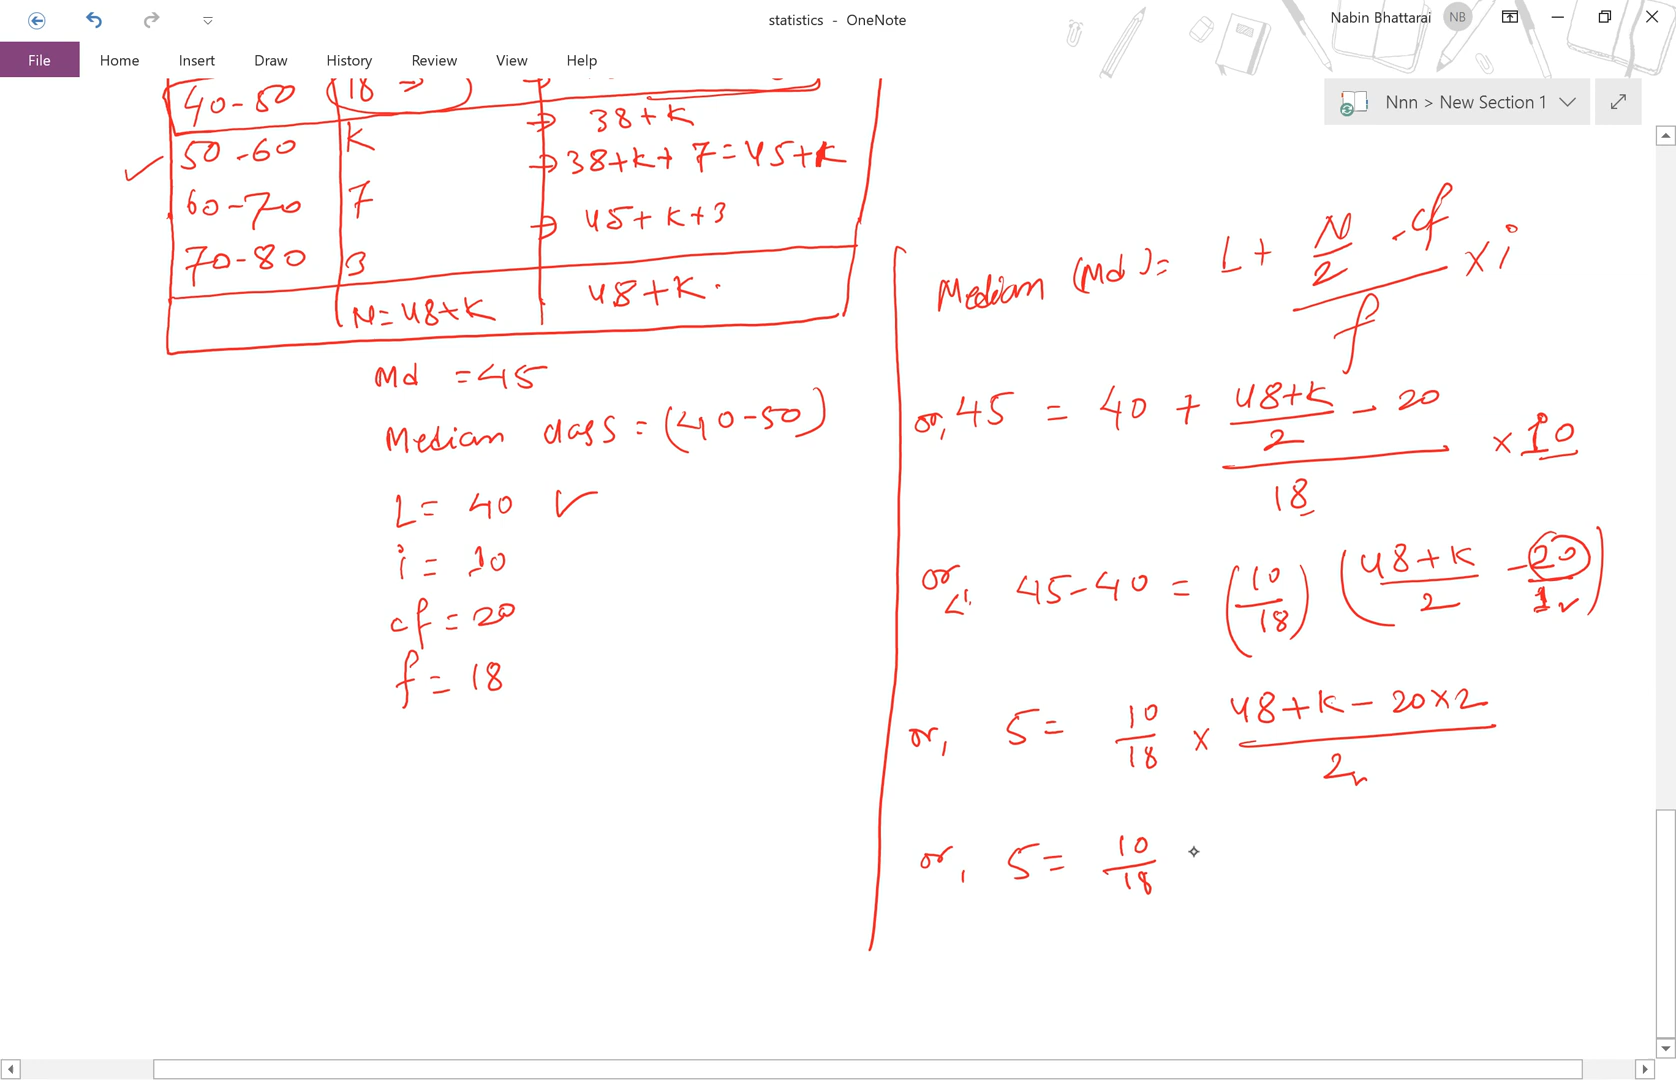 statistics - OneNote
Nabin Bhattarai NB
File Home Insert Draw History Review View Help
Nnn > New Section 1
40-50 18 →
50-60 K → 38+K
60-70 7 → 38+K+7=45+K
70-80 3 → 45+K+3
N=48+K 48+K.
Md =45
Median class = (40-50)
L= 40 ✓
i = 10
cf = 20
f = 18
Median (Md)= L + N/2 - cf / f × i
or, 45 = 40 + 48+K/2 - 20 / 18 × 10
or, 45-40 = (10/18) (48+K/2 - 20/1)
or, 5= 10/18 × 48+K-20×2 / 2
or, 5= 10/18